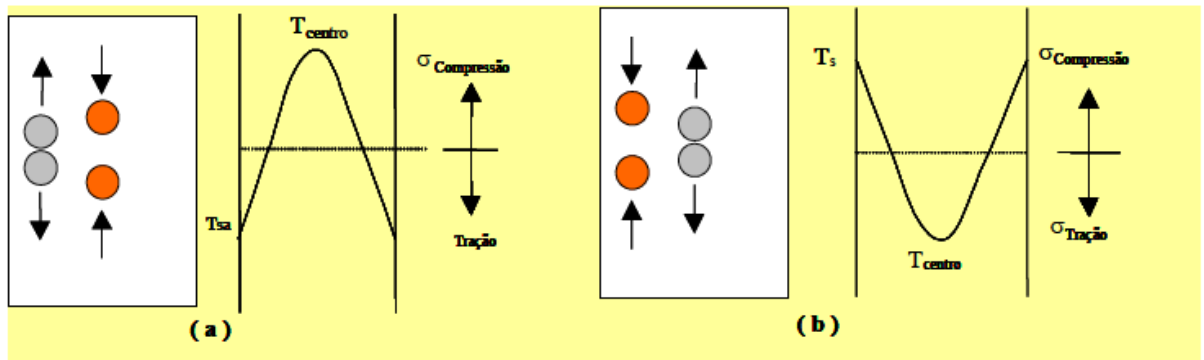 T centro
σ Compressão
Tsa
Tração
( a )
Ts
σ Compressão
σ Tração
T centro
( b )